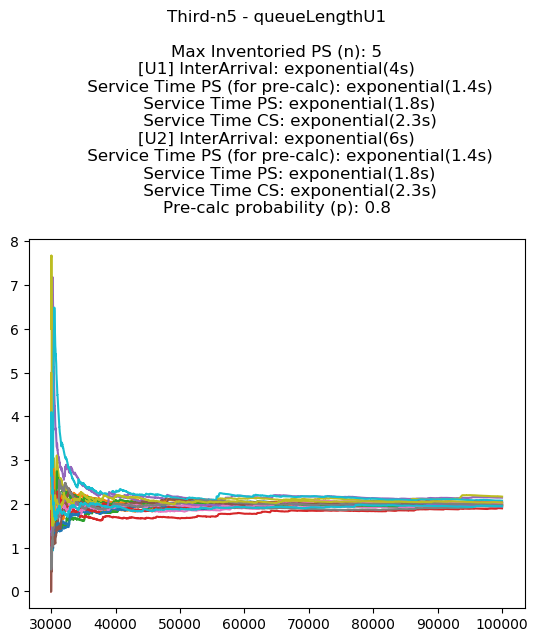 Third-n5 - queueLengthU1
Max Inventoried PS (n): 5
[U1] InterArrival: exponential(4s)
Service Time PS (for pre-calc): exponential(1.4s)
Service Time PS: exponential(1.8s)
Service Time CS: exponential(2.3s)
[U2] InterArrival: exponential(6s)
Service Time PS (for pre-calc): exponential(1.4s)
Service Time PS: exponential(1.8s)
Service Time CS: exponential(2.3s)
Pre-calc probability (p): 0.8
8
7
6
5
4
3
2
1
0
30000 40000 50000 60000 70000 80000 90000 100000